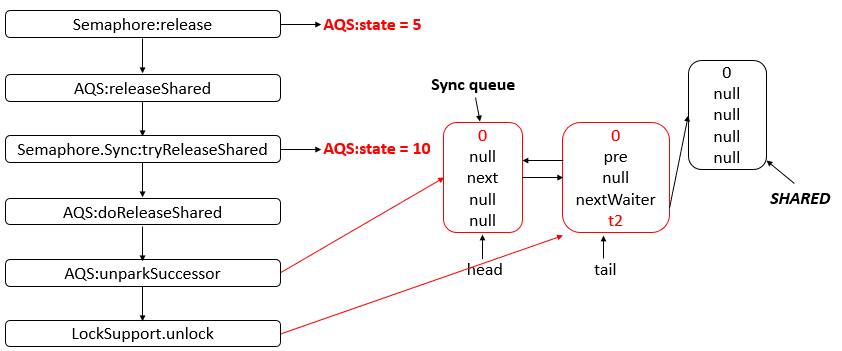 Semaphore:release
AQS:state = 5
AQS:releaseShared
Semaphore.Sync:tryReleaseShared
AQS:state = 10
AQS:doReleaseShared
AQS:unparkSuccessor
LockSupport.unlock
Sync queue
0
null
next
null
null
head
0
pre
null
nextWaiter
t2
tail
0
null
null
null
null
SHARED